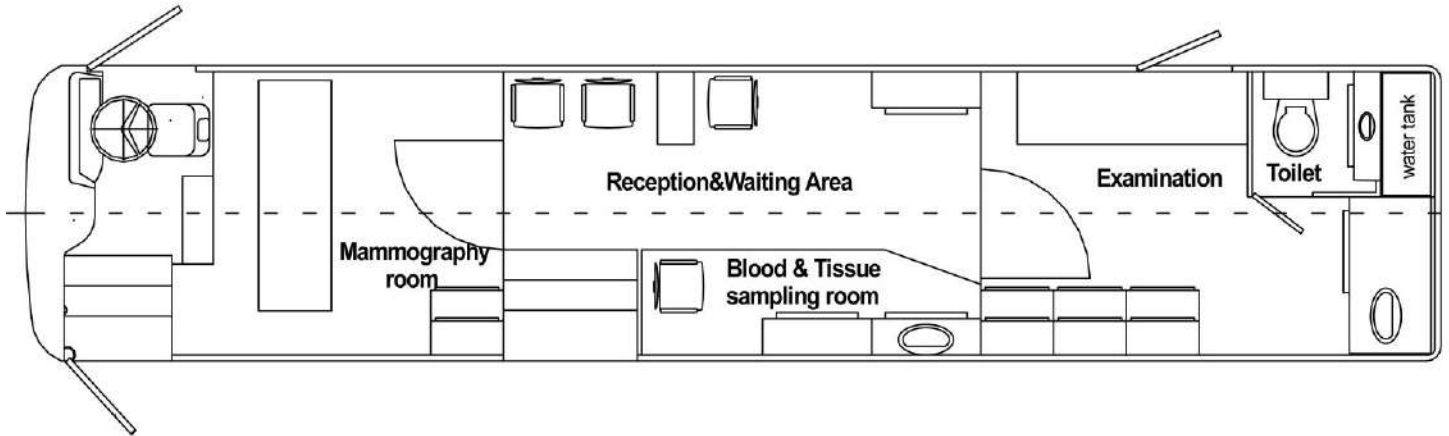 Reception&Waiting Area
Examination
Toilet
water tank
Mammography
room
Blood & Tissue
sampling room